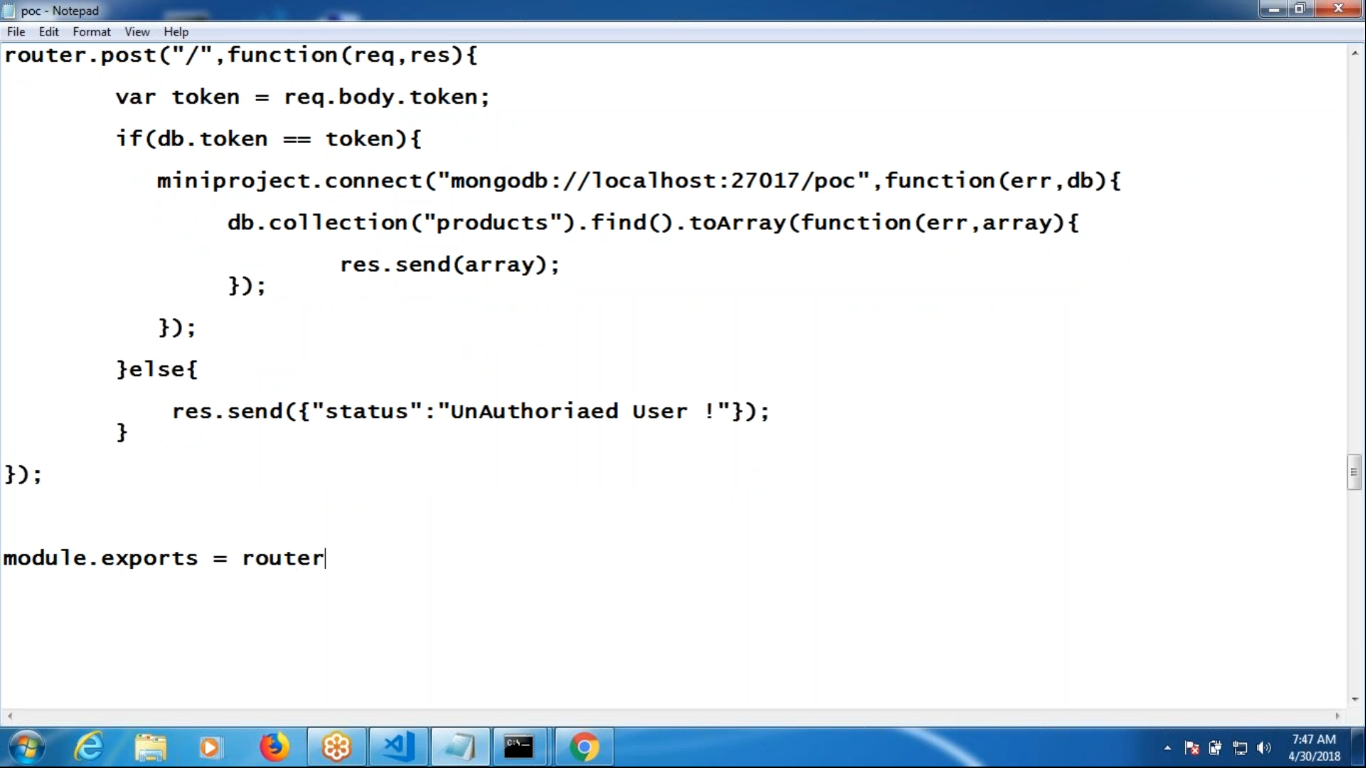 poc - Notepad
File Edit Format View Help
router.post("/",function(req,res){
var token = req.body.token;
if(db.token == token){
miniproject.connect("mongodb://localhost:27017/poc",function(err,db){
db.collection("products").find().toArray(function(err,array){
res.send(array);
});
});
}else{
res.send({"status":"UnAuthoriaed User !"});
}
});
module.exports = router
C:\_
7:47 AM
4/30/2018